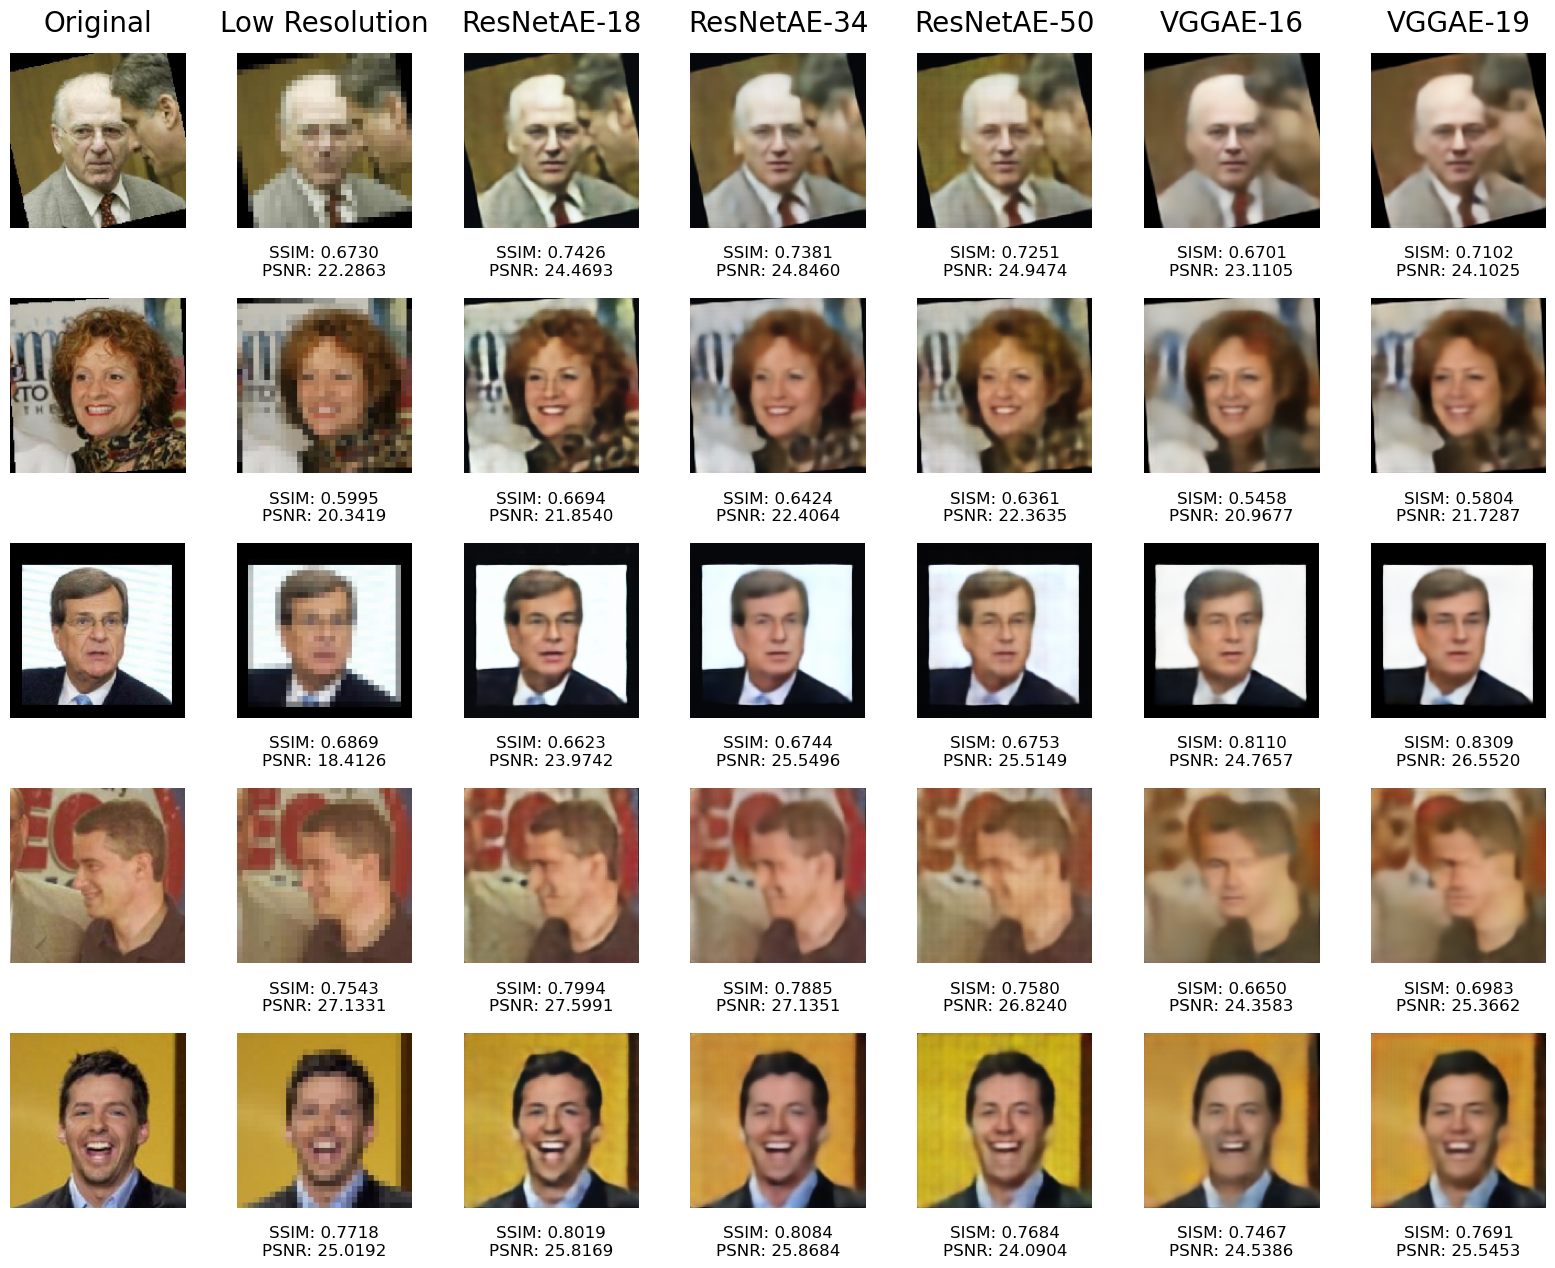 Original Low Resolution ResNetAE-18 ResNetAE-34 ResNetAE-50 VGGAE-16 VGGAE-19
SSIM: 0.6730 SSIM: 0.7426 SSIM: 0.7381 SISM: 0.7251 SISM: 0.6701 SISM: 0.7102
PSNR: 22.2863 PSNR: 24.4693 PSNR: 24.8460 PSNR: 24.9474 PSNR: 23.1105 PSNR: 24.1025
RTO
THE
SSIM: 0.5995 SSIM: 0.6694 SSIM: 0.6424 SISM: 0.6361 SISM: 0.5458 SISM: 0.5804
PSNR: 20.3419 PSNR: 21.8540 PSNR: 22.4064 PSNR: 22.3635 PSNR: 20.9677 PSNR: 21.7287
SSIM: 0.6869 SSIM: 0.6623 SSIM: 0.6744 SISM: 0.6753 SISM: 0.8110 SISM: 0.8309
PSNR: 18.4126 PSNR: 23.9742 PSNR: 25.5496 PSNR: 25.5149 PSNR: 24.7657 PSNR: 26.5520
SSIM: 0.7543 SSIM: 0.7994 SSIM: 0.7885 SISM: 0.7580 SISM: 0.6650 SISM: 0.6983
PSNR: 27.1331 PSNR: 27.5991 PSNR: 27.1351 PSNR: 26.8240 PSNR: 24.3583 PSNR: 25.3662
SSIM: 0.7718 SSIM: 0.8019 SSIM: 0.8084 SISM: 0.7684 SISM: 0.7467 SISM: 0.7691
PSNR: 25.0192 PSNR: 25.8169 PSNR: 25.8684 PSNR: 24.0904 PSNR: 24.5386 PSNR: 25.5453